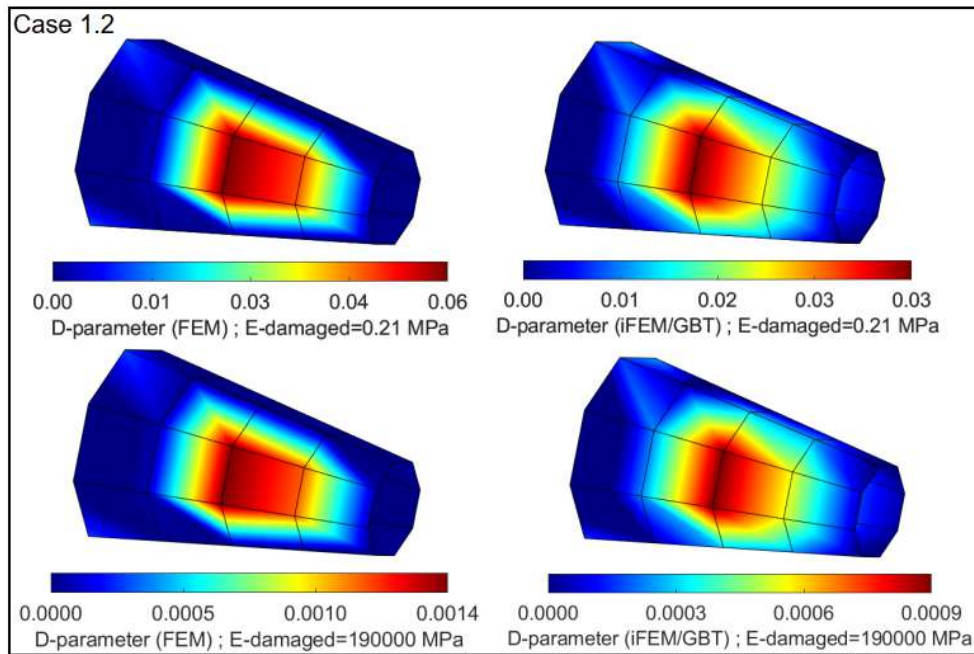 Case 1.2
0.00 0.01 0.03 0.04 0.06
D-parameter (FEM) ; E-damaged=0.21 MPa
0.00 0.01 0.02 0.03 0.03
D-parameter (iFEM/GBT) ; E-damaged=0.21 MPa
0.0000 0.0005 0.0010 0.0014
D-parameter (FEM) ; E-damaged=190000 MPa
0.0000 0.0003 0.0006 0.0009
D-parameter (iFEM/GBT) ; E-damaged=190000 MPa